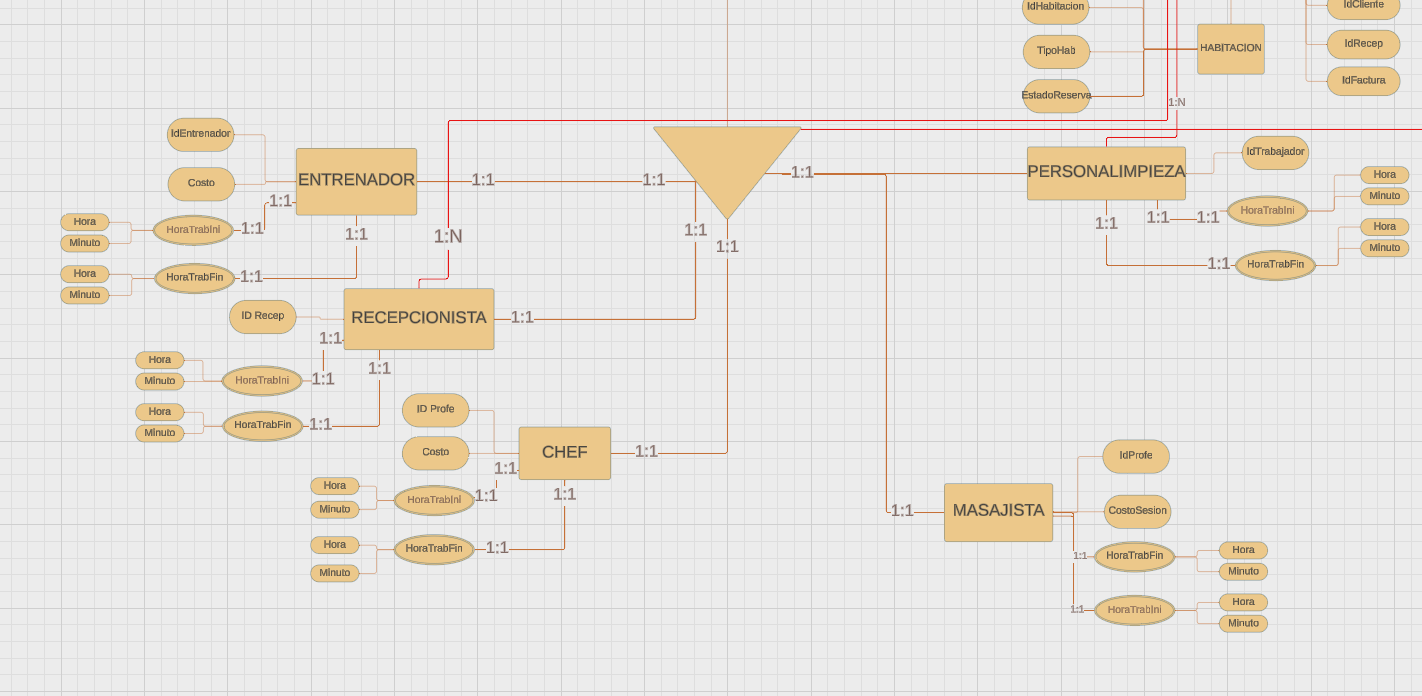 IdHabitacion
IdCliente
TipoHab
HABITACION
IdRecep
EstadoReserva
IdFactura
1:N
IdEntrenador
Costo
ENTRENADOR
1:1
1:1
1:1
1:1
Hora
Minuto
HoraTrabIni
1:1
1:1
Hora
Minuto
HoraTrabFin
1:1
1:N
1:1
1:1
PERSONALIMPIEZA
IdTrabajador
1:1
1:1
1:1
HoraTrabIni
Hora
Minuto
1:1
HoraTrabFin
Hora
Minuto
ID Recep
RECEPCIONISTA
1:1
1:1
1:1
Hora
Minuto
HoraTrabIni
1:1
Hora
Minuto
HoraTrabFin
1:1
ID Profe
Costo
CHEF
1:1
1:1
1:1
Hora
Minuto
HoraTrabIni
1:1
Hora
Minuto
HoraTrabFin
1:1
IdProfe
1:1
MASAJISTA
CostoSesion
1:1
HoraTrabFin
Hora
Minuto
1:1
HoraTrabIni
Hora
Minuto